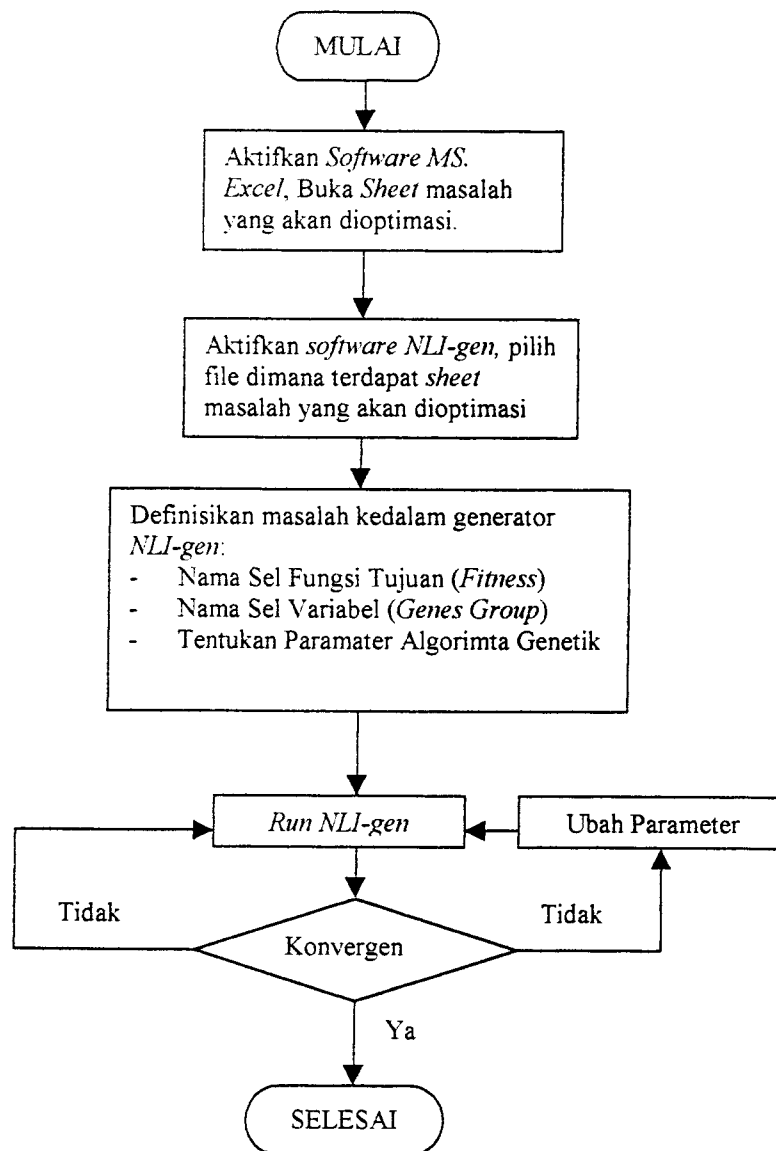 MULAI
Aktifkan Software MS.
Excel, Buka Sheet masalah
yang akan dioptimasi.
Aktifkan software NLI-gen, pilih
file dimana terdapat sheet
masalah yang akan dioptimasi
Definisikan masalah kedalam generator
NLI-gen:
- Nama Sel Fungsi Tujuan (Fitness)
- Nama Sel Variabel (Genes Group)
- Tentukan Paramater Algorimta Genetik
Run NLI-gen
Ubah Parameter
Tidak
Tidak
Konvergen
Ya
SELESAI